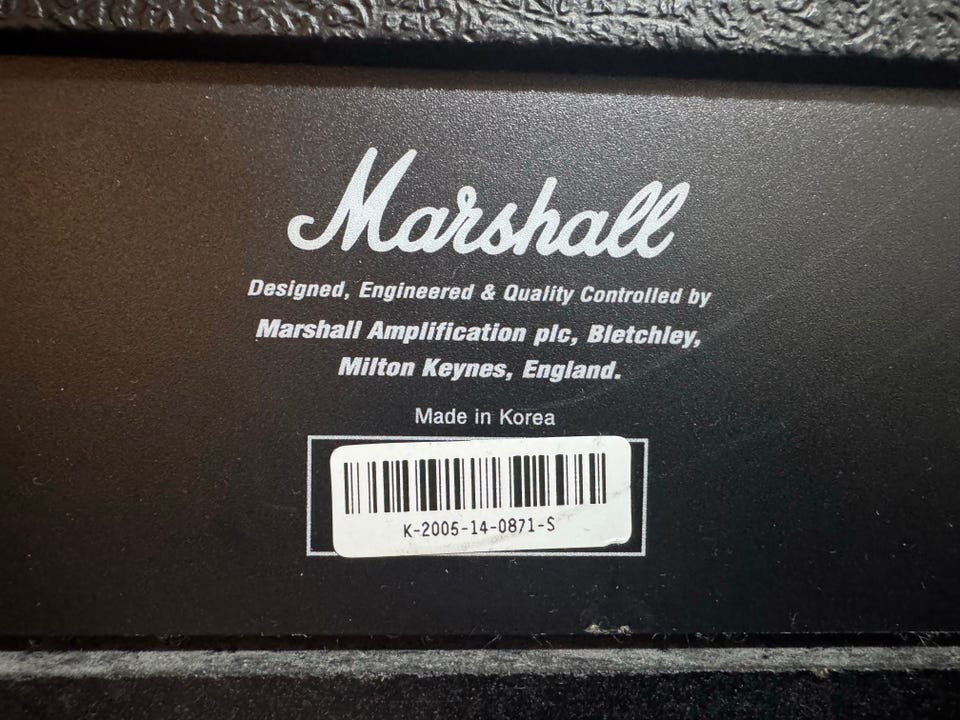 Marshall
Designed, Engineered & Quality Controlled by
Marshall Amplification plc, Bletchley,
Milton Keynes, England.
Made in Korea
K-2005-14-0871-S